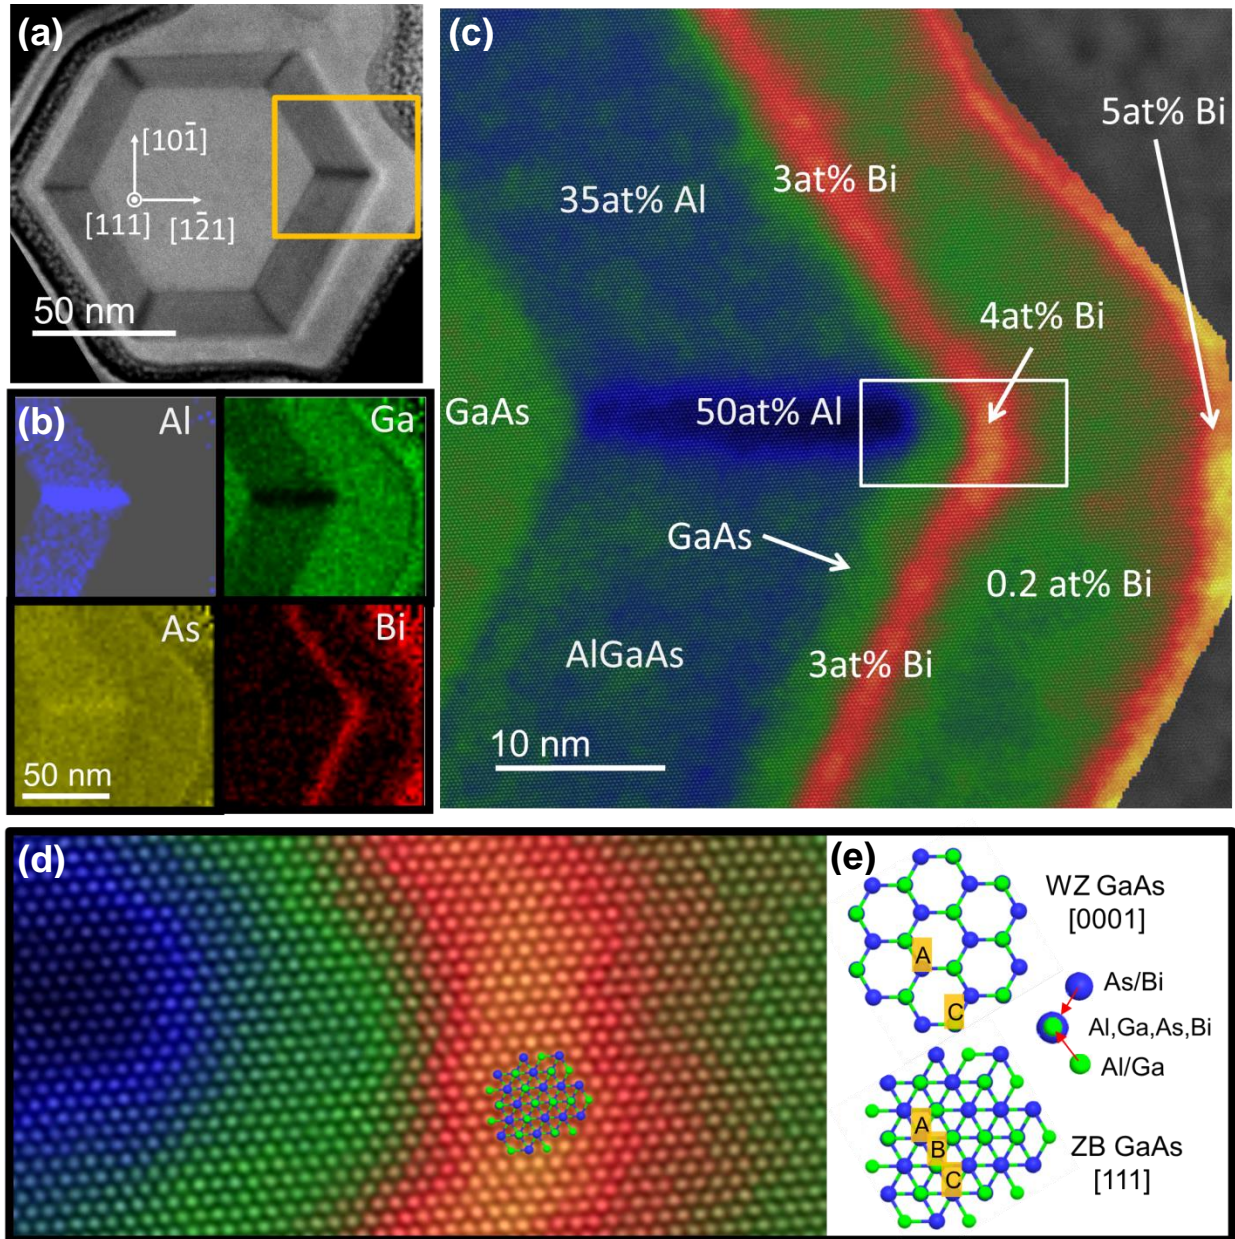 (a)
[101̄]
[111]
[12̄1]
50 nm
(b)
Al
Ga
As
Bi
50 nm
(c)
5at% Bi
3at% Bi
35at% Al
4at% Bi
GaAs
50at% Al
GaAs
0.2 at% Bi
AlGaAs
3at% Bi
10 nm
(d)
(e)
WZ GaAs
[0001]
A
C
As/Bi
Al,Ga,As,Bi
Al/Ga
A
B
C
ZB GaAs
[111]